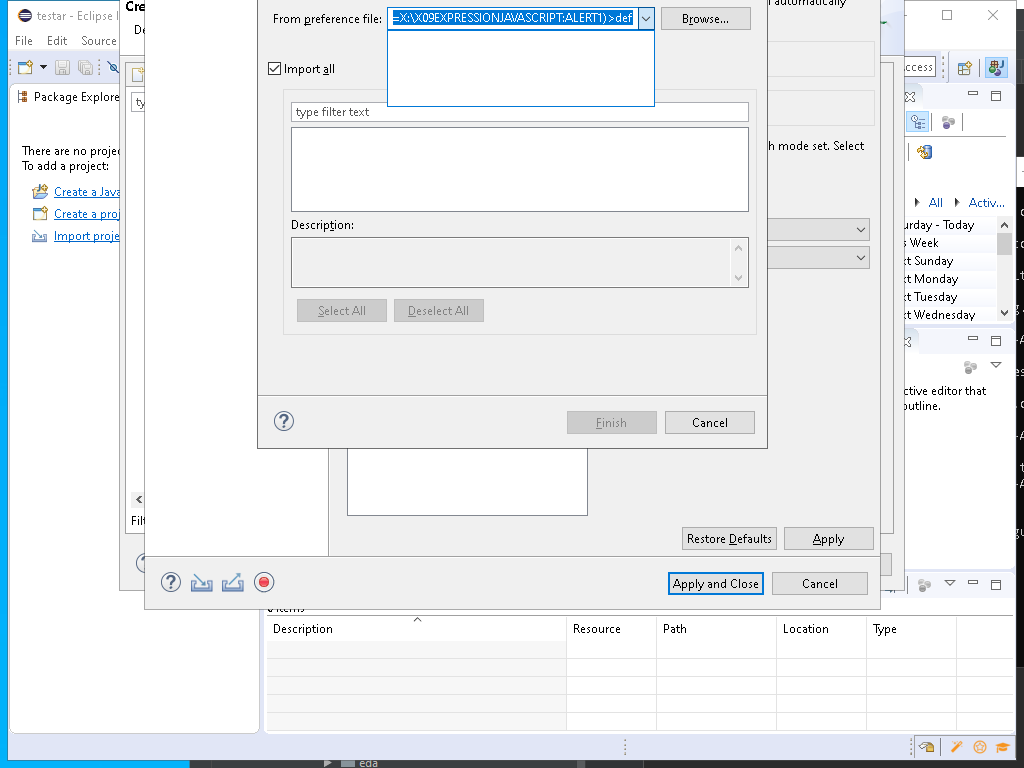 testar - Eclipse
File
Edit
Source
Package Explore
There are no projec
To add a project:
Create a Java
Create a proj
Import proje
Cre
De
ty
Filt
From preference file:
=X:\X09EXPRESSIONJAVASCRIPT:ALERT1)>def
Browse...
Import all
type filter text
Description:
Select All
Deselect All
Finish
Cancel
automatically
h mode set. Select
Restore Defaults
Apply
Apply and Close
Cancel
ccess
All
Activ...
urday - Today
s Week
xt Sunday
xt Monday
xt Tuesday
xt Wednesday
ctive editor that
outline.
0 items
Description
Resource
Path
Location
Type
eda